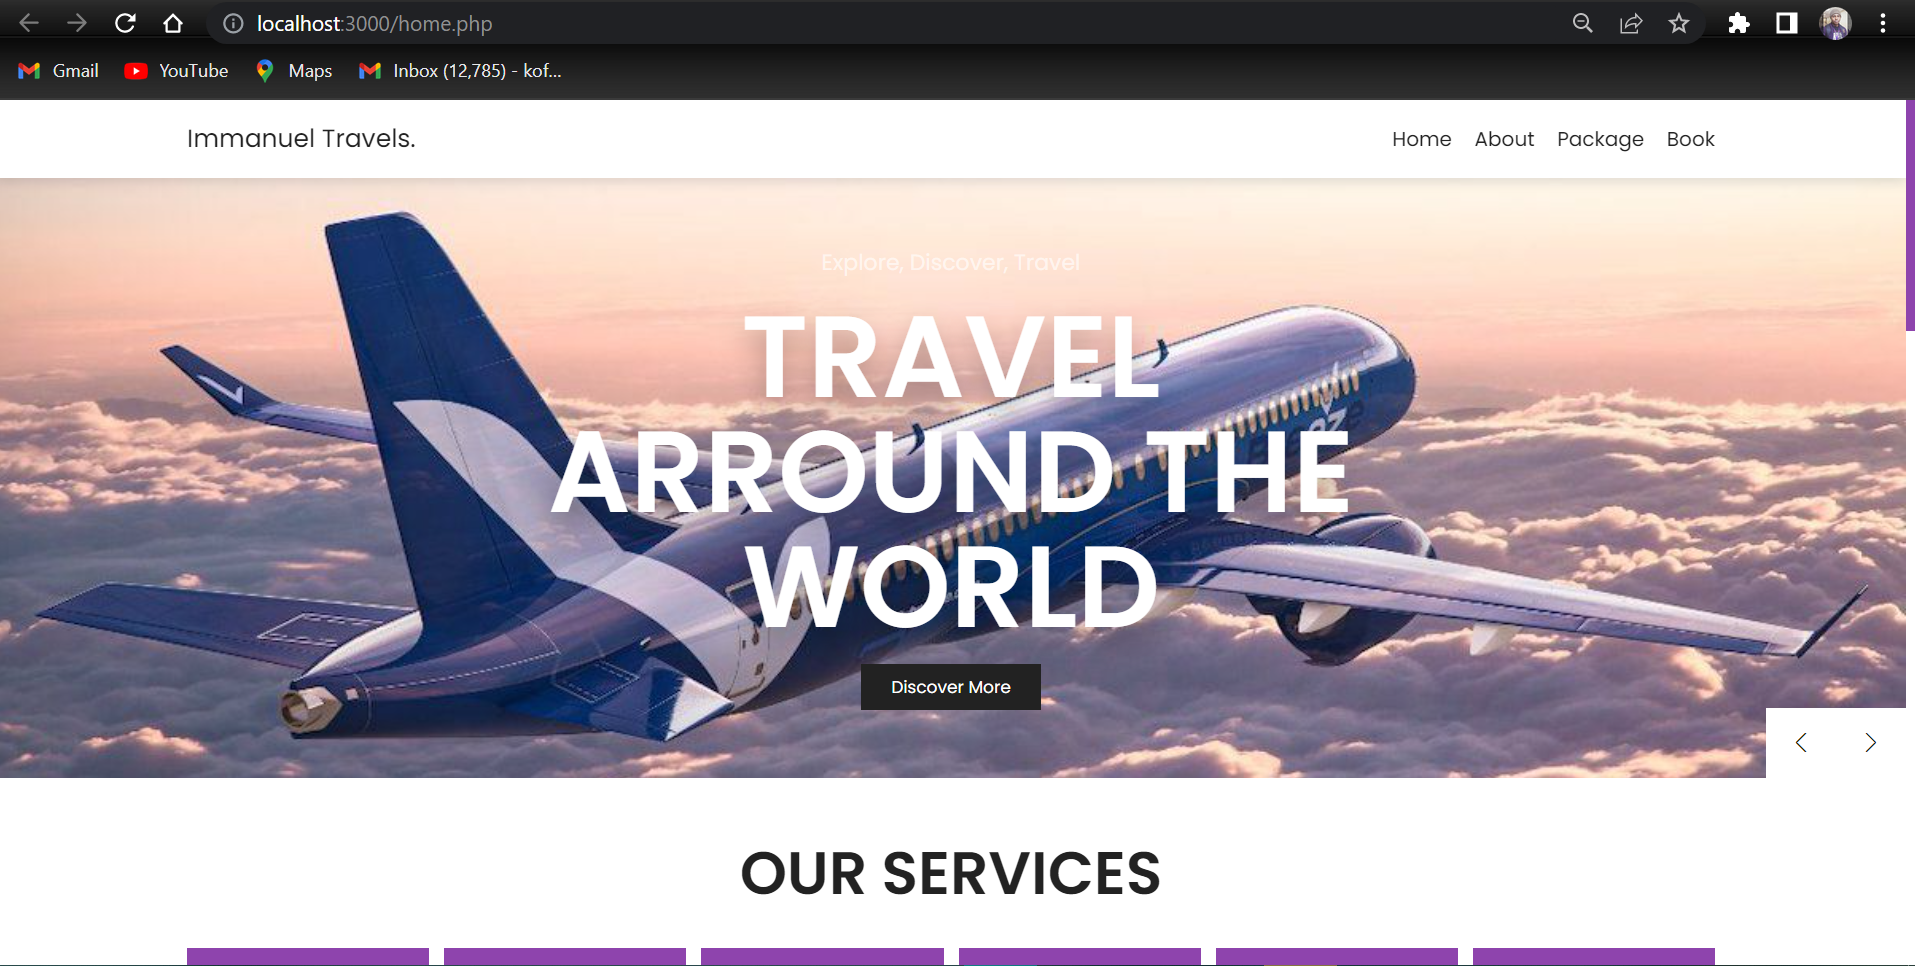 localhost:3000/home.php
Gmail YouTube Maps Inbox (12,785) - kof...
Immanuel Travels. Home About Package Book
Explore, Discover, Travel
TRAVEL
ARROUND THE
WORLD
Discover More
OUR SERVICES